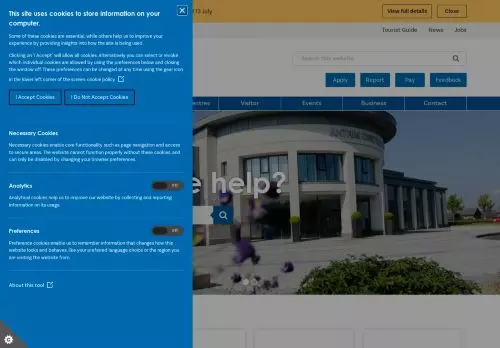 This site uses cookies to store information on your
computer.
Some of these cookies are essential, while others help us to improve your
experience by providing insights into how the site is being used.
Clicking on 'I Accept' will allow all cookies, alternatively you can select or revoke
which individual cookies are allowed by using the preferences below and closing
the window off. These preferences can be changed at any time using the gear icon
in the lower left corner of the screen. cookie policy
I Accept Cookies
I Do Not Accept Cookies
Necessary Cookies
Necessary cookies enable core functionality such as page navigation and access
to secure areas. The website cannot function properly without these cookies, and
can only be disabled by changing your browser preferences.
Analytics
Off
Analytical cookies help us to improve our website by collecting and reporting
information on its usage.
Preferences
Off
Preference cookies enable us to remember information that changes how this
website looks and behaves, like your preferred language choice or the region you
are visiting the website from.
About this tool
13 July
View full details
Close
Tourist Guide
News
Jobs
Search this website
Apply
Report
Pay
Feedback
entre
Visitor
Events
Business
Contact
e help?